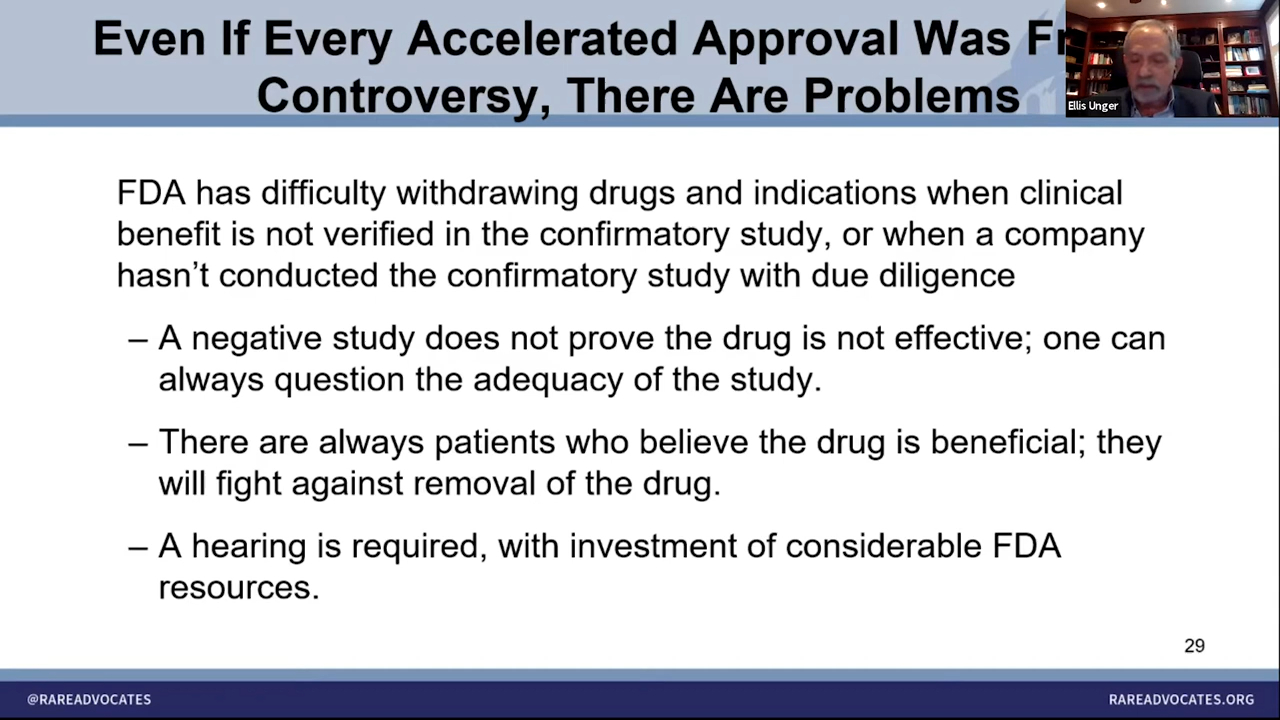 Even If Every Accelerated Approval Was
Controversy, There Are Problems
Ellis Unger
FDA has difficulty withdrawing drugs and indications when clinical
benefit is not verified in the confirmatory study, or when a company
hasn’t conducted the confirmatory study with due diligence
– A negative study does not prove the drug is not effective; one can
always question the adequacy of the study.
– There are always patients who believe the drug is beneficial; they
will fight against removal of the drug.
– A hearing is required, with investment of considerable FDA
resources.
29
@RAREADVOCATES
RAREADVOCATES.ORG